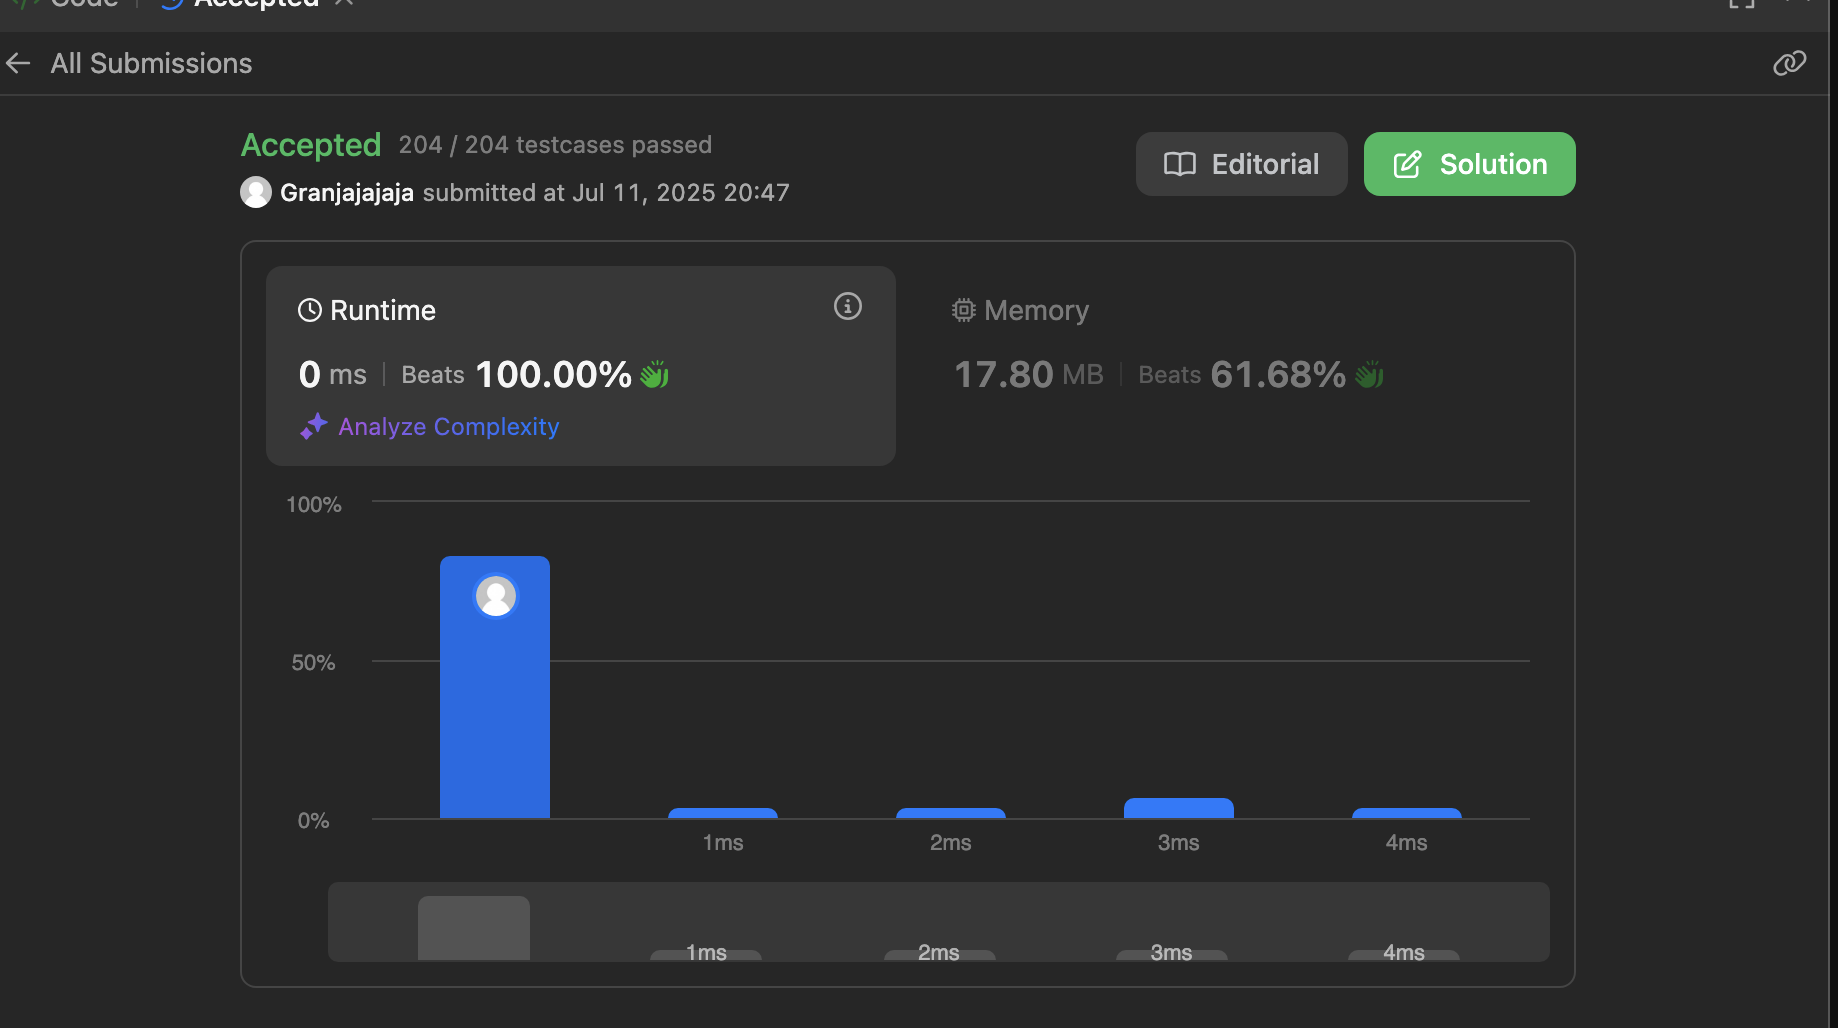 Code Accepted
All Submissions
Accepted 204 / 204 testcases passed
Granjajajaja submitted at Jul 11, 2025 20:47
Editorial
Solution
Runtime
0 ms Beats 100.00%
Analyze Complexity
Memory
17.80 MB Beats 61.68%
100%
50%
0%
1ms 2ms 3ms 4ms
1ms 2ms 3ms 4ms